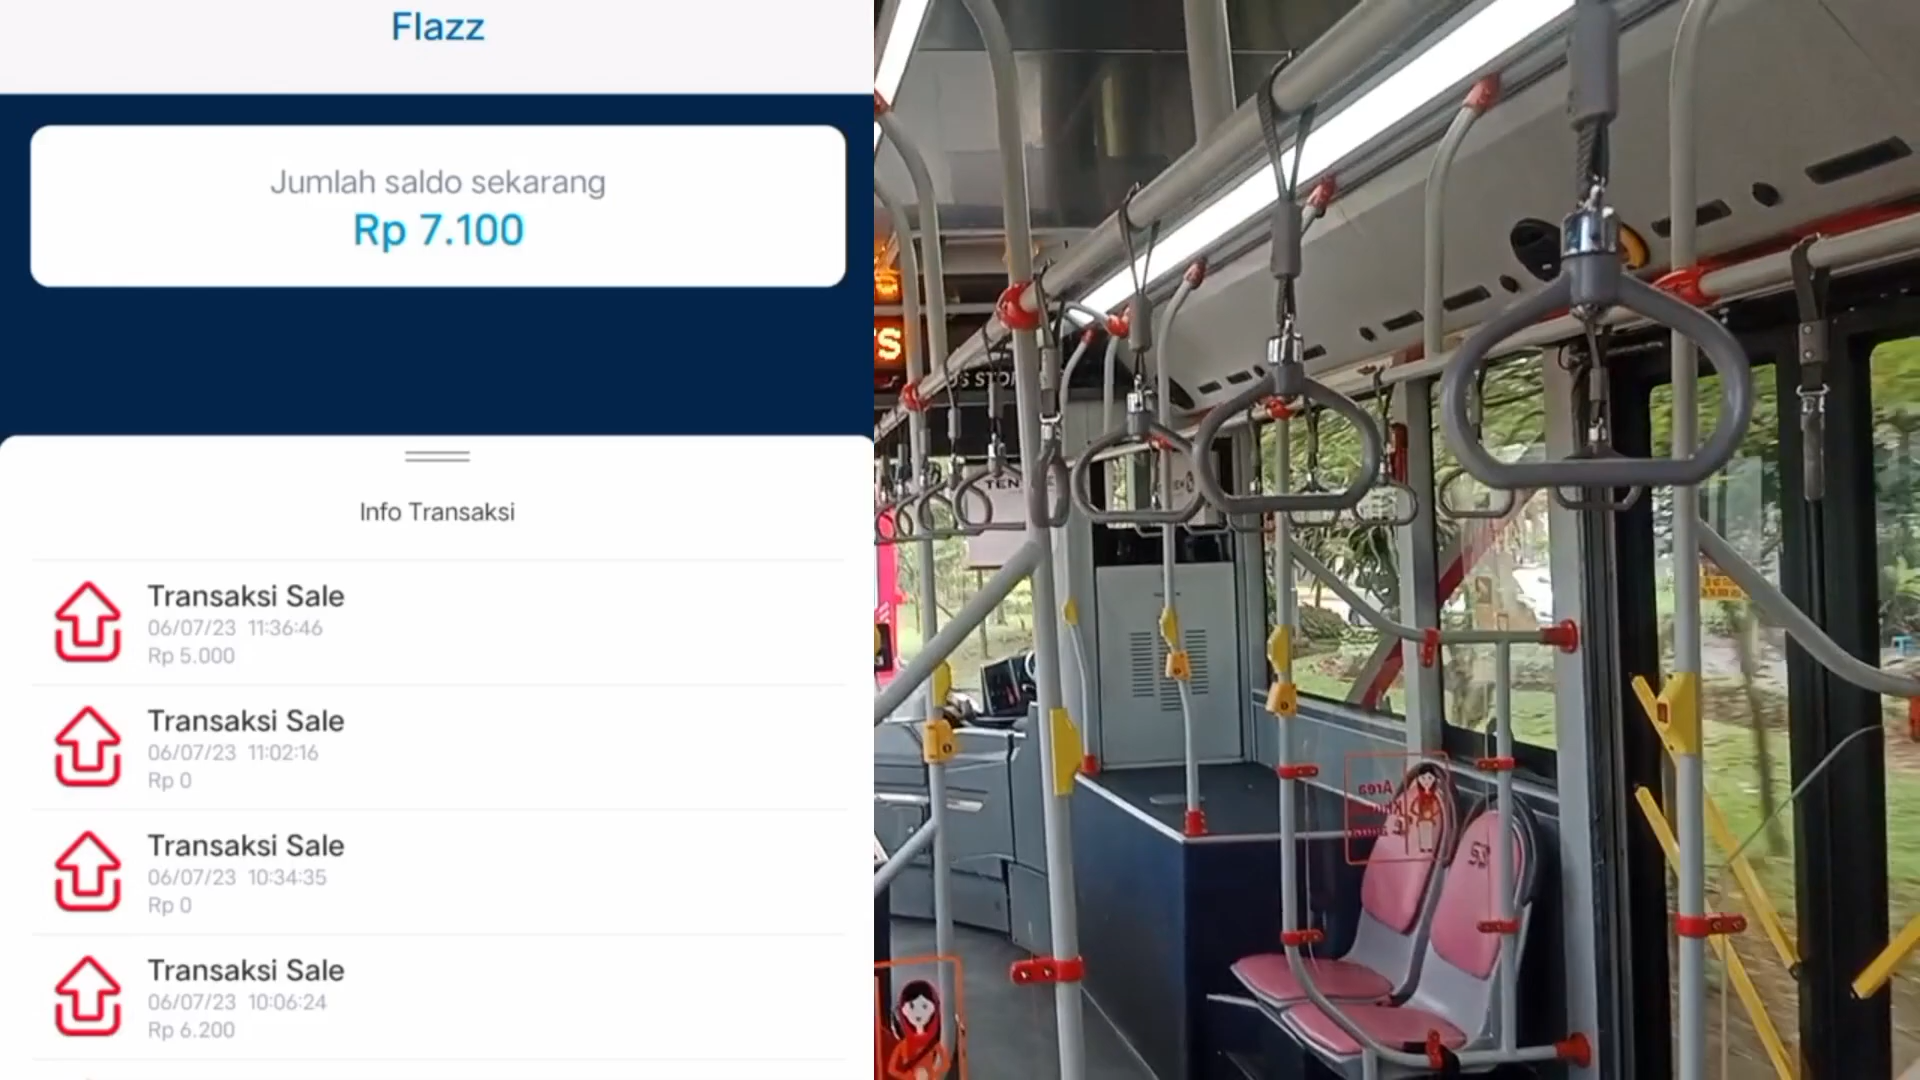 Flazz
Jumlah saldo sekarang
Rp 7.100
Info Transaksi
Transaksi Sale
06/07/23 11:36:46
Rp 5.000
Transaksi Sale
06/07/23 11:02:16
Rp 0
Transaksi Sale
06/07/23 10:34:35
Rp 0
Transaksi Sale
06/07/23 10:06:24
Rp 6.200
Area